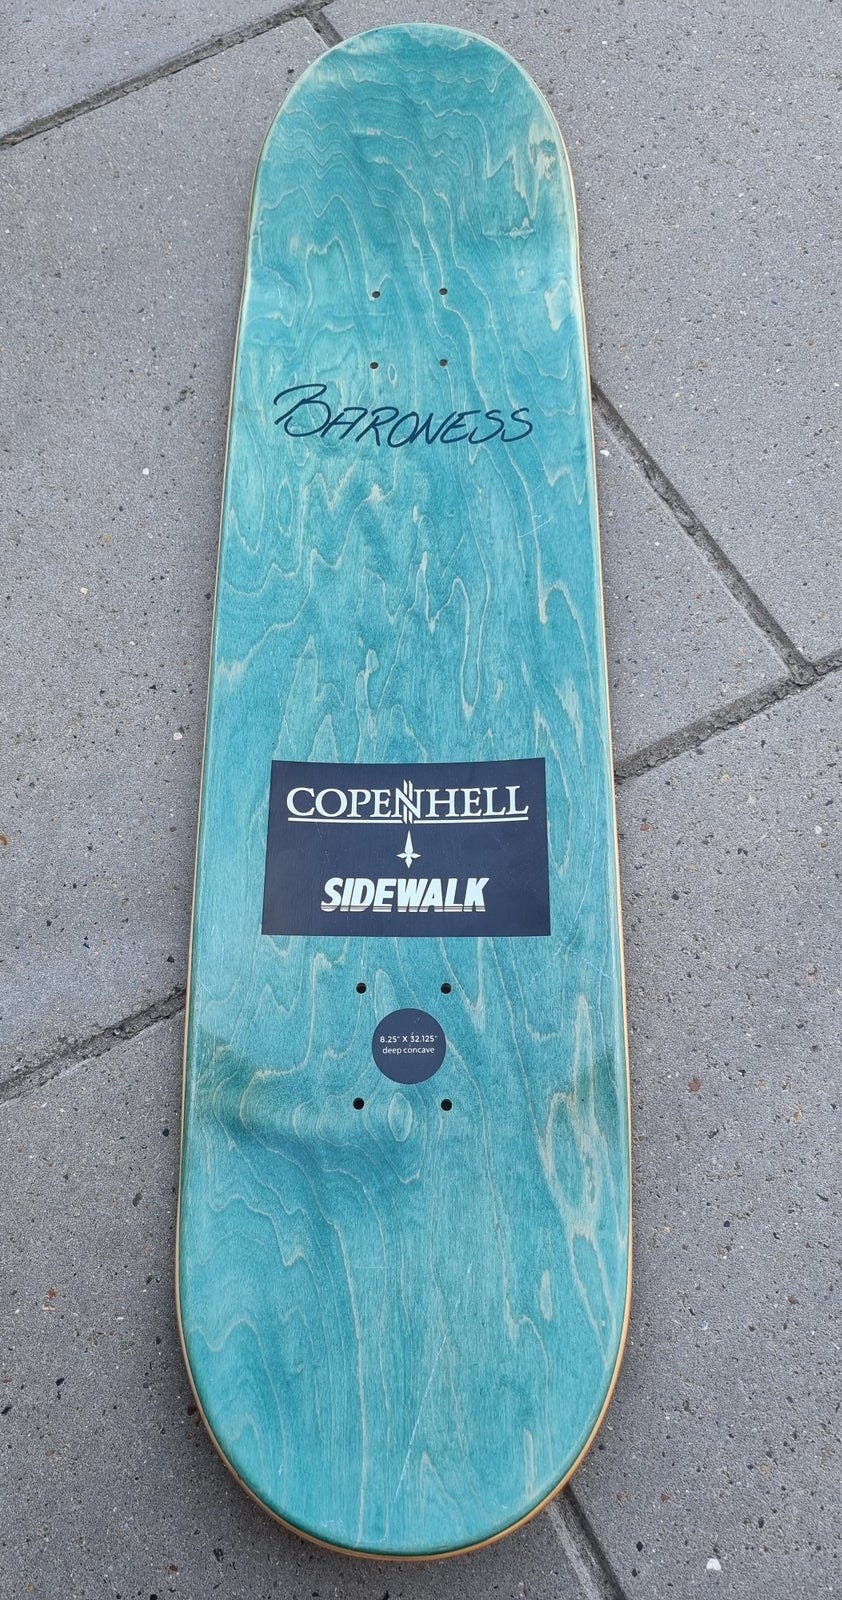 BARONESS
COPENHELL
SIDEWALK
8.25" X 32.125"
deep concave